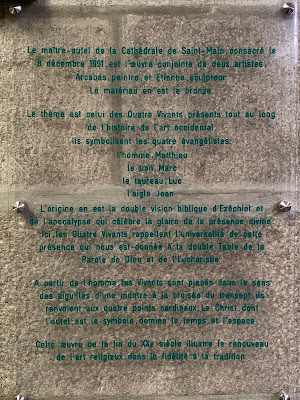 Le maître-autel de la Cathédrale de Saint-Malo, consacré le
8 décembre 1991, est l'œuvre conjointe de deux artistes,
Arcabas, peintre, et Etienne, sculpteur.
Le matériau en est le bronze.
Le thème est celui des Quatre Vivants, présents tout au long
de l'histoire de l'art occidental.
Ils symbolisent les quatre évangélistes:
l'homme, Matthieu
le lion, Marc
le taureau, Luc
l'aigle, Jean
L'origine en est la double vision biblique d'Ezéchiel et
de l'apocalypse qui célèbre la gloire de la présence divine.
Ici, les Quatre Vivants rappellent l'universalité de cette
présence qui nous est donnée à la double Table de la
Parole de Dieu et de l'Eucharistie.
A partir de l'homme, les Vivants sont placés dans le sens
des aiguilles d'une montre. A la croisée du transept, ils
renvoient aux quatre points cardinaux. Le Christ, dont
l'autel est le symbole, domine le temps et l'espace.
Cette œuvre de la fin du XXe siècle illustre le renouveau
de l'art religieux dans la fidélité à la tradition.